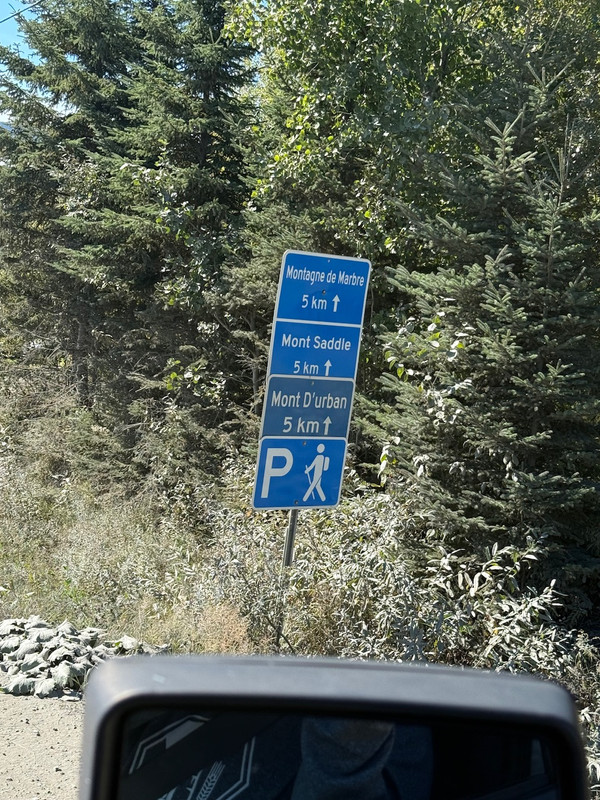 Montagne de Marbre
5 km ↑
Mont Saddle
5 km ↑
Mont D'urban
5 km ↑
P